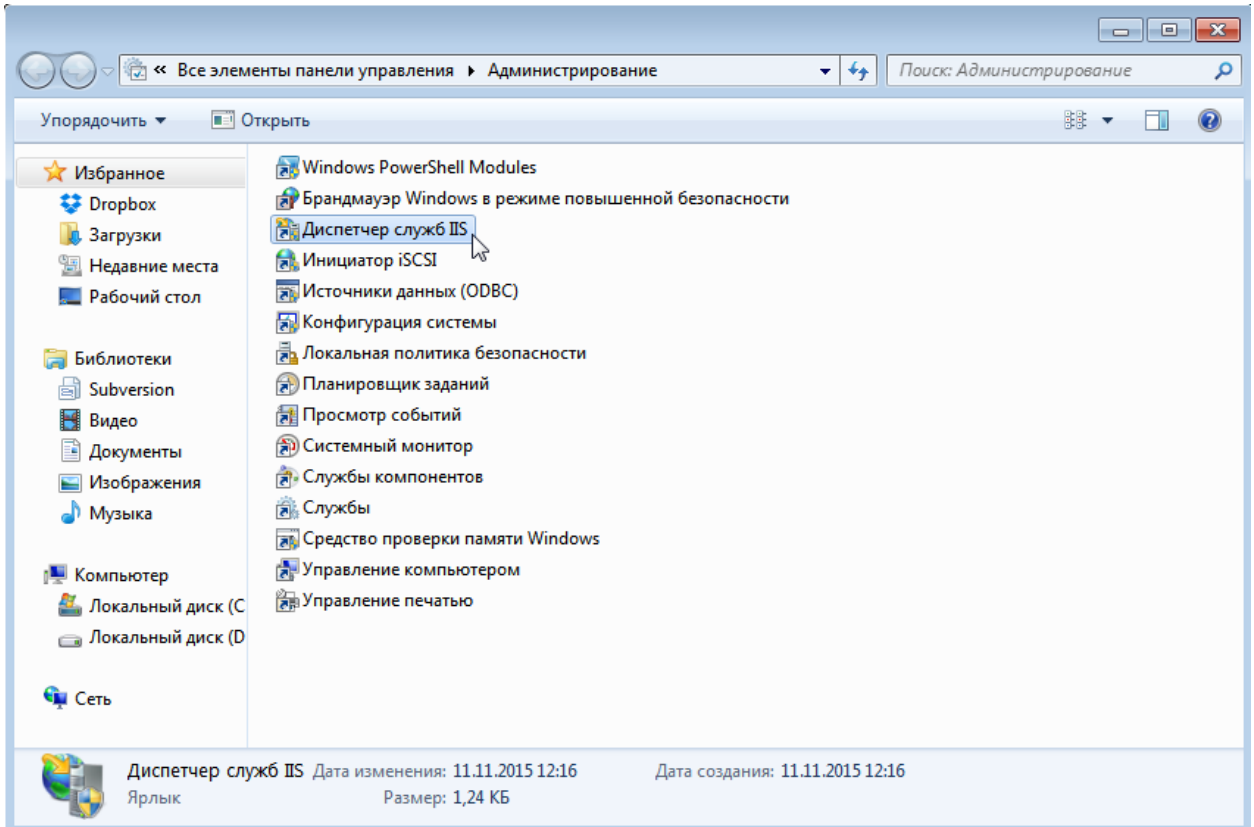 « Все элементы панели управления Администрирование
Поиск: Администрирование
Упорядочить Открыть
Избранное
Dropbox
Загрузки
Недавние места
Рабочий стол
Библиотеки
Subversion
Видео
Документы
Изображения
Музыка
Компьютер
Локальный диск (C
Локальный диск (D
Сеть
Windows PowerShell Modules
Брандмауэр Windows в режиме повышенной безопасности
Диспетчер служб IIS
Инициатор iSCSI
Источники данных (ODBC)
Конфигурация системы
Локальная политика безопасности
Планировщик заданий
Просмотр событий
Системный монитор
Службы компонентов
Службы
Средство проверки памяти Windows
Управление компьютером
Управление печатью
Диспетчер служб IIS Дата изменения: 11.11.2015 12:16 Дата создания: 11.11.2015 12:16
Ярлык Размер: 1,24 КБ